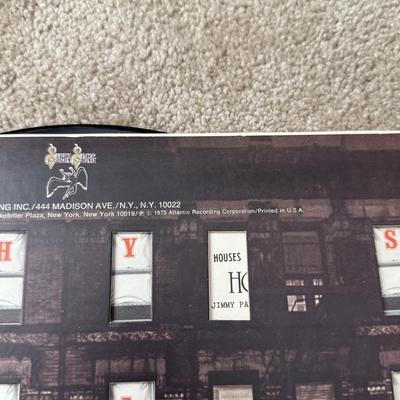 SWAN SONG
NG INC./444 MADISON AVE./N.Y., N.Y. 10022
kefeller Plaza, New York, New York 10019/℗ © 1975 Atlantic Recording Corporation/Printed in U.S.A.
H Y S
HOUSES
HO
JIMMY PA